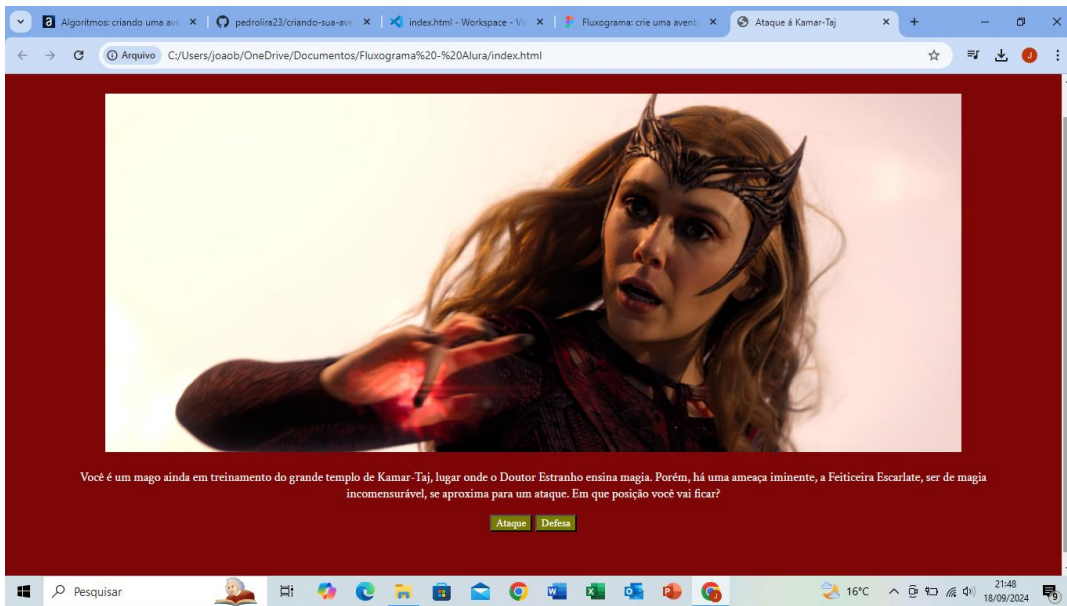 Algoritmos: criando uma ave
pedrolira23/criando-sua-ave
index.html - Workspace - Vi
Fluxograma: crie uma avent
Ataque á Kamar-Taj
Arquivo
C:/Users/joaob/OneDrive/Documentos/Fluxograma%20-%20Alura/index.html
J
Você é um mago ainda em treinamento do grande templo de Kamar-Taj, lugar onde o Doutor Estranho ensina magia. Porém, há uma ameaça iminente, a Feiticeira Escarlate, ser de magia
incomensurável, se aproxima para um ataque. Em que posição você vai ficar?
Ataque Defesa
Pesquisar
16°C
21:48
18/09/2024
9